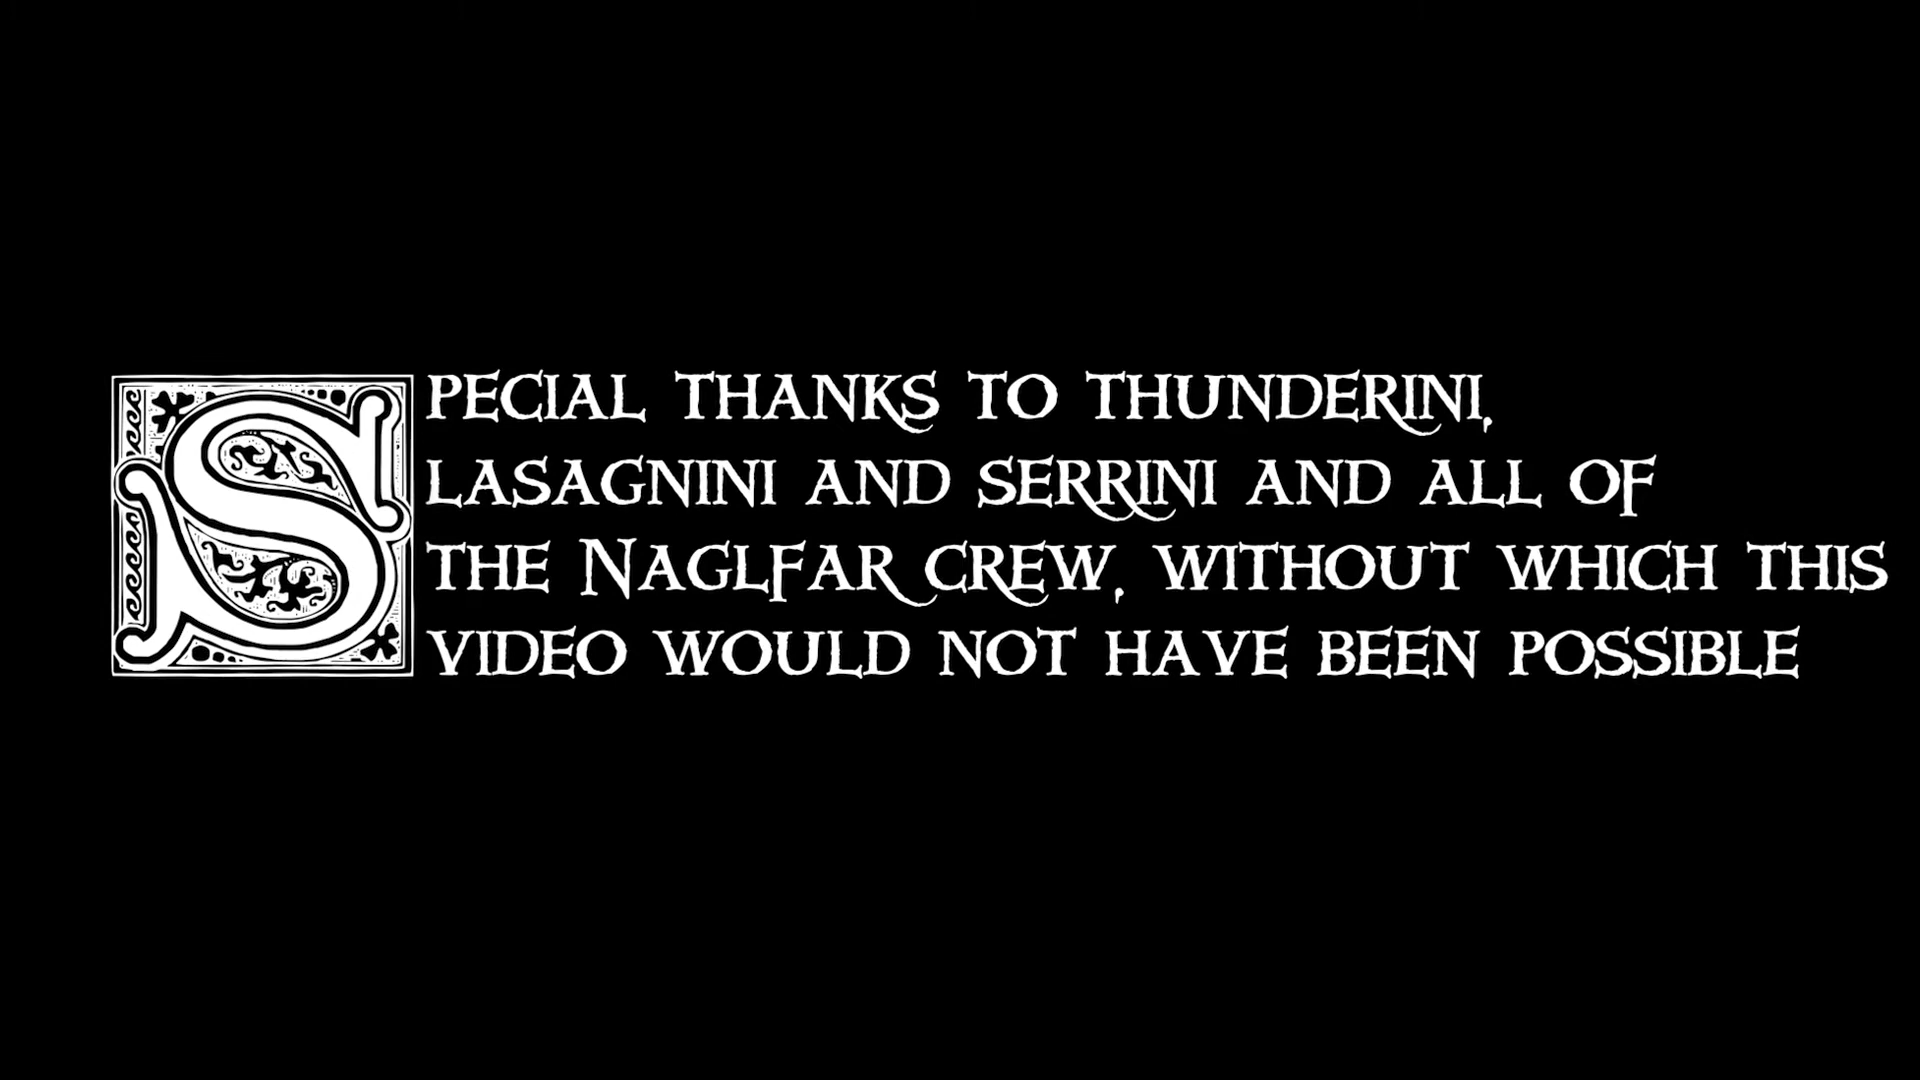 SPECIAL THANKS TO THUNDERINI,
LASAGNINI AND SERRINI AND ALL OF
THE NAGLFAR CREW, WITHOUT WHICH THIS
VIDEO WOULD NOT HAVE BEEN POSSIBLE